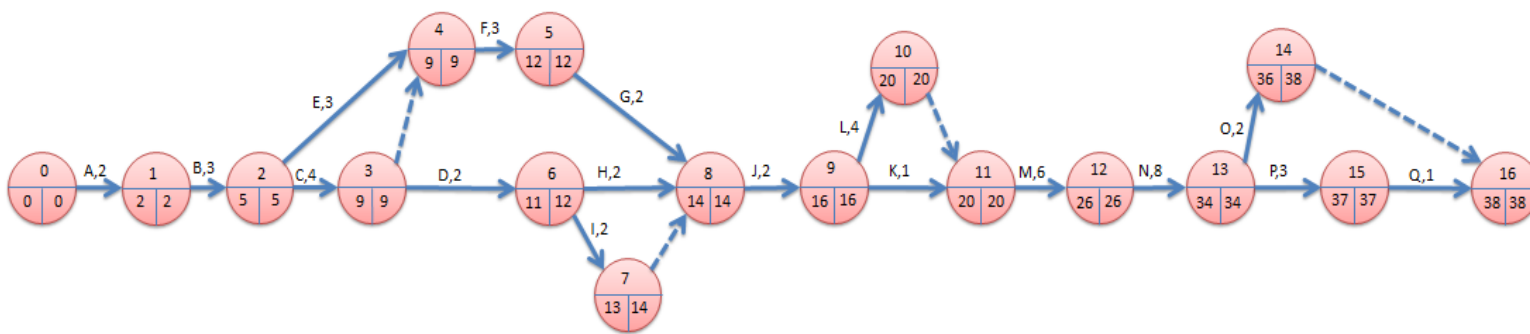 4
9 9
F,3
5
12 12
10
20 20
14
36 38
E,3
G,2
L,4
O,2
0
0 0
A,2
1
2 2
B,3
2
5 5
C,4
3
9 9
D,2
6
11 12
H,2
8
14 14
J,2
9
16 16
K,1
11
20 20
M,6
12
26 26
N,8
13
34 34
P,3
15
37 37
Q,1
16
38 38
I,2
7
13 14